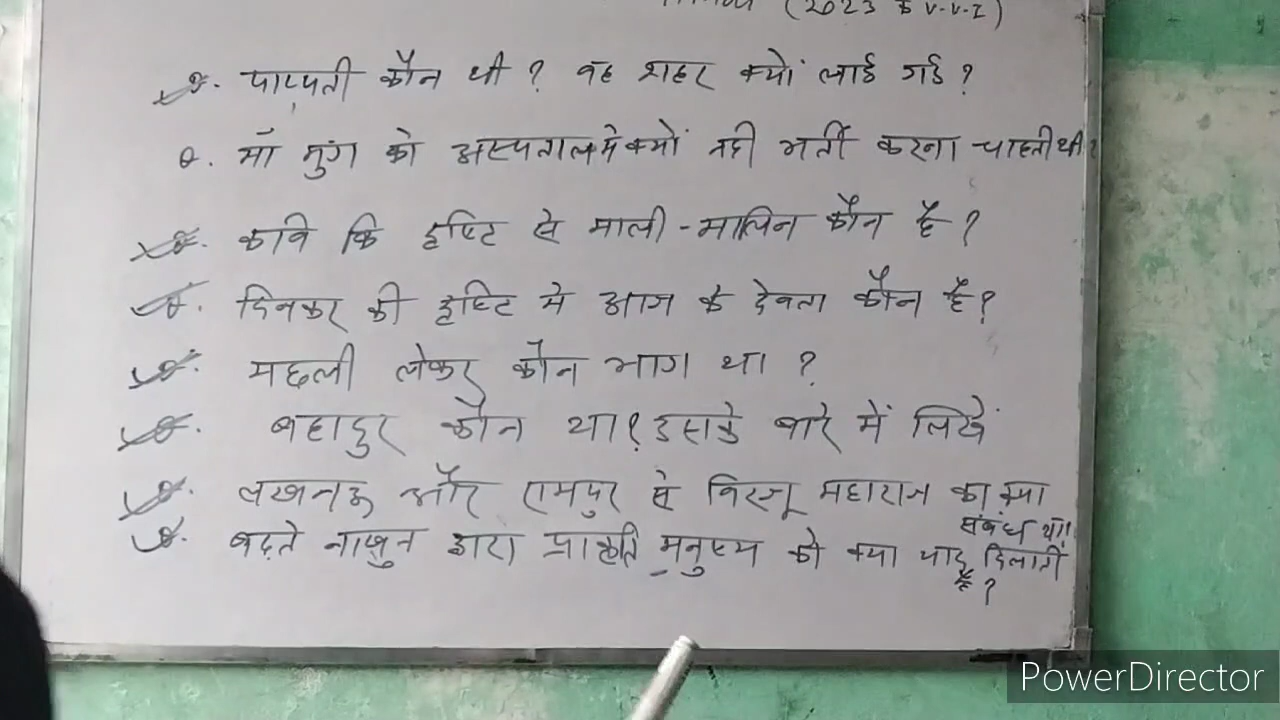 (2023 के v.v.I)
Q. पाप्पती कौन थी ? वह शहर क्यों लाई गई ?
Q. माँ मुंग को अस्पताल मे क्यों नही भर्ती करना चाहती थी ?
Q. कवि कि दृष्टि से माली - मालिन कौन है ?
Q. दिनकर की दृष्टि मे आज के देवता कौन है ?
Q. मछली लेकर कौन भाग था ?
Q. बहादुर कौन था ? उसके बारे में लिखें
Q. लखनऊ और रामपुर से बिरजू महाराज का क्या
संबंध था।
Q. बढ़ते नाखुन द्वारा प्राकृति मनुष्य को क्या याद दिलाती
है ?
PowerDirector